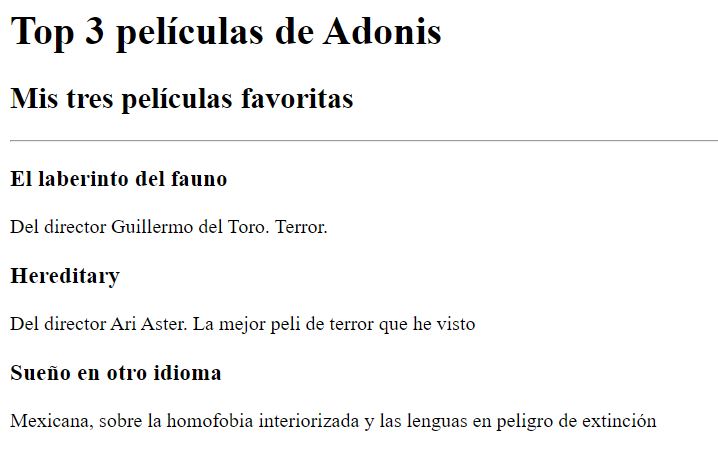 Top 3 películas de Adonis
Mis tres películas favoritas
El laberinto del fauno
Del director Guillermo del Toro. Terror.
Hereditary
Del director Ari Aster. La mejor peli de terror que he visto
Sueño en otro idioma
Mexicana, sobre la homofobia interiorizada y las lenguas en peligro de extinción